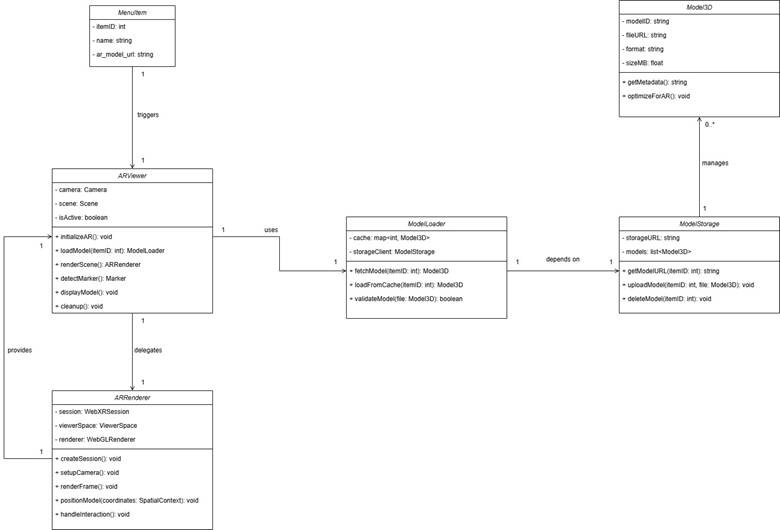 MenuItem
- itemID: int
- name: string
- ar_model_url: string
1
triggers
1
ARViewer
- camera: Camera
- scene: Scene
- isActive: boolean
+ initializeAR(): void
+ loadModel(itemID: int): ModelLoader
+ renderScene(): ARRenderer
+ detectMarker(): Marker
+ displayModel(): void
+ cleanup(): void
1
1
uses
1
1
delegates
1
provides
1
ARRenderer
- session: WebXRSession
- viewerSpace: ViewerSpace
- renderer: WebGLRenderer
+ createSession(): void
+ setupCamera(): void
+ renderFrame(): void
+ positionModel(coordinates: SpatialContext): void
+ handleInteraction(): void
ModelLoader
- cache: map<int, Model3D>
- storageClient: ModelStorage
+ fetchModel(itemID: int): Model3D
+ loadFromCache(itemID: int): Model3D
+ validateModel(file: Model3D): boolean
1
depends on
1
Model3D
- modelID: string
- fileURL: string
- format: string
- sizeMB: float
+ getMetadata(): string
+ optimizeForAR(): void
0..*
manages
1
ModelStorage
- storageURL: string
- models: list<Model3D>
+ getModelURL(itemID: int): string
+ uploadModel(itemID: int, file: Model3D): void
+ deleteModel(itemID: int): void